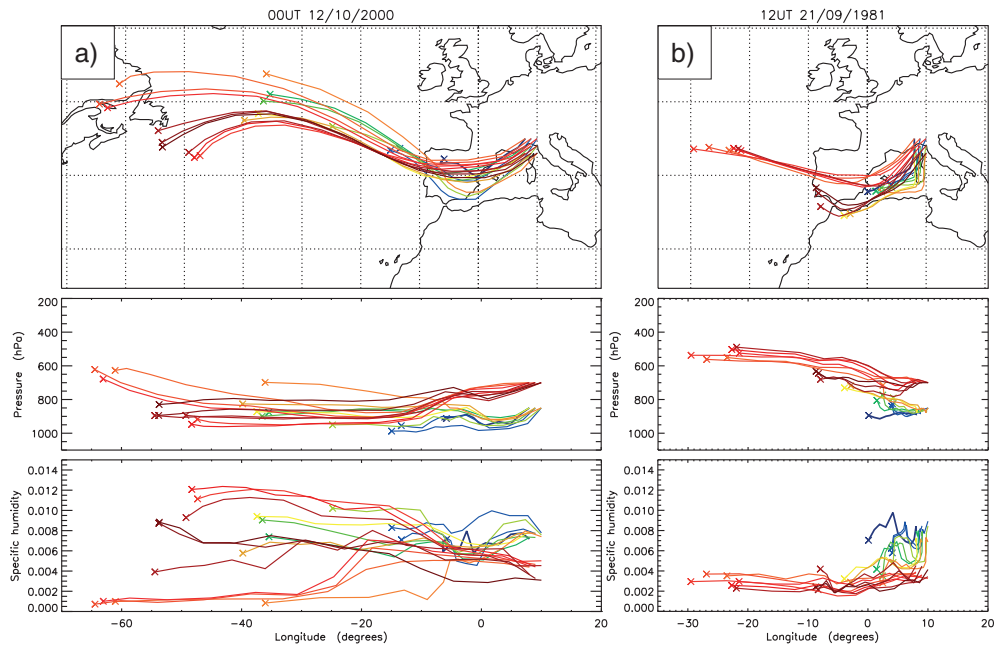 00UT 12/10/2000
12UT 21/09/1981
a)
b)
200
400
600
800
1000
Pressure (hPa)
200
400
600
800
1000
Pressure (hPa)
0.014
0.012
0.010
0.008
0.006
0.004
0.002
0.000
Specific humidity
-60 -40 -20 0 20
Longitude (degrees)
0.014
0.012
0.010
0.008
0.006
0.004
0.002
0.000
Specific humidity
-30 -20 -10 0 10 20
Longitude (degrees)